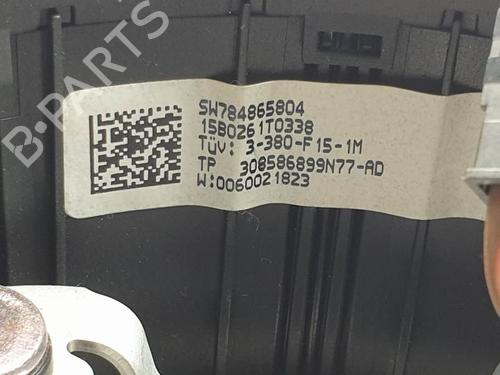 B-PARTS
SW784865804
15B0261T0338
TÜV: 3-380-F15-1M
TP 308586899N77-AD
W:0060021823